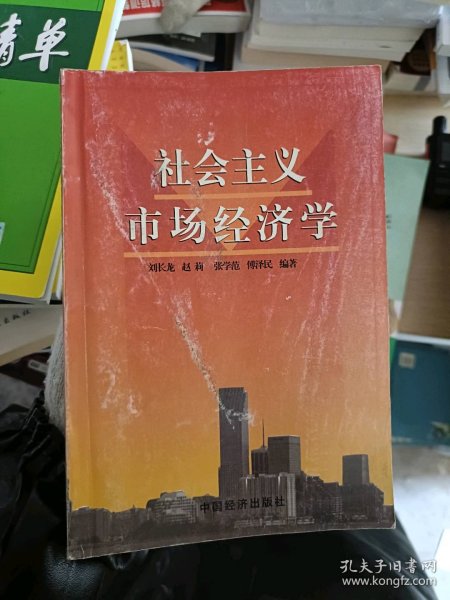 清单
社会主义
市场经济学
刘长龙 赵莉 张学范 傅泽民 编著
中国经济出版社
孔夫子旧书网
www.kongfz.com